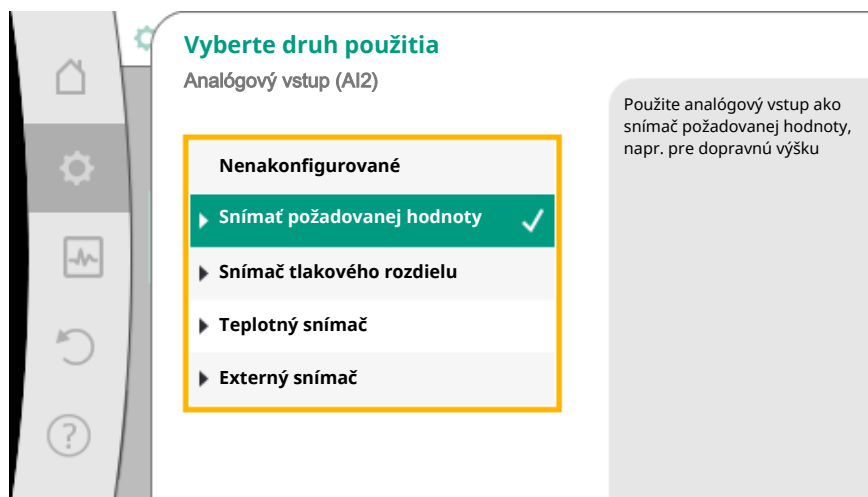 Vyberte druh použitia
Analógový vstup (AI2)
Nenakonfigurované
Snímať požadovanej hodnoty
Snímač tlakového rozdielu
Teplotný snímač
Externý snímač
Použite analógový vstup ako
snímač požadovanej hodnoty,
napr. pre dopravnú výšku
?